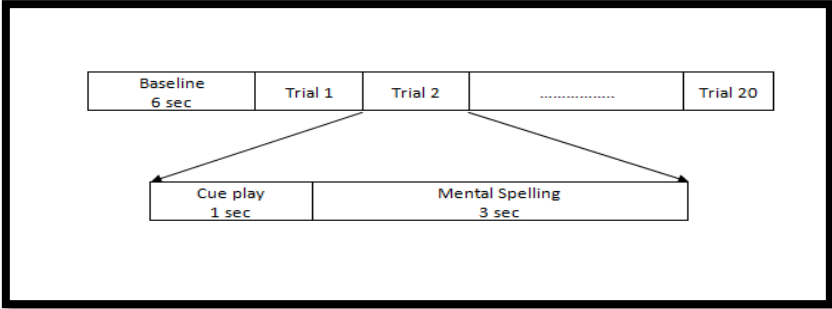 Baseline
6 sec
Trial 1
Trial 2
.................
Trial 20
Cue play
1 sec
Mental Spelling
3 sec